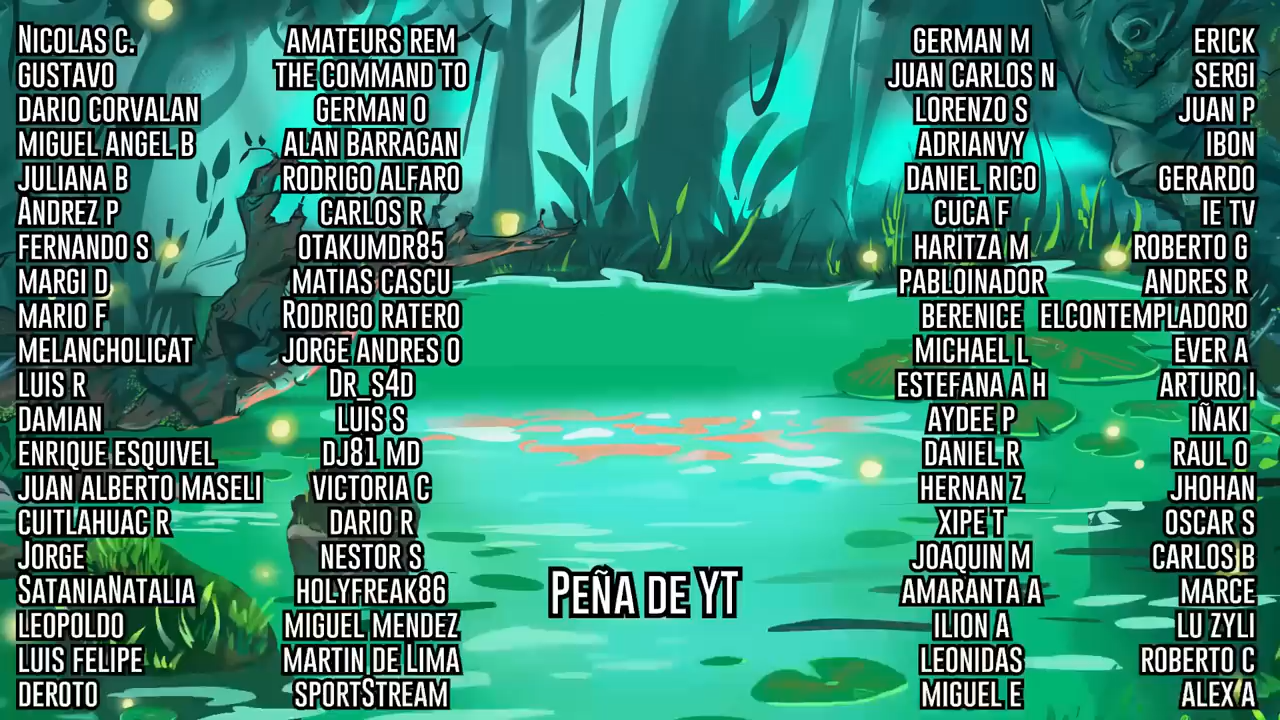 Nicolas c.
GUSTAVO
DARIO CORVALAN
MIGUEL ANGEL B
JULIANA B
Andrez P
FERNANDO S
MARGI D
MARIO F
MELANCHOLICAT
LUIS R
DAMIAN
ENRIQUE ESQUIVEL
JUAN ALBERTO MASELI
CUITLAHUAC R
Jorge
SataniaNatalia
LEOPOLDO
LUIS FELIPE
DEROTO
AMATEURS REM
THE COMMAND TO
GERMAN O
ALAN BARRAGAN
RODRIGO ALFARO
CARLOS R
OTAKUMDR85
MATIAS CASCU
Rodrigo Ratero
JORGE ANDRES O
Dr_s4d
LUIS S
DJ81 MD
VICTORIA C
DARIO R
NESTOR S
HOLYFREAK86
MIGUEL MENDEZ
MARTIN DE LIMA
SPORTSTREAM
Peña de YT
GERMAN M
JUAN CARLOS N
LORENZO S
ADRIANVY
DANIEL RICO
CUCA F
HARITZA M
PABLOINADOR
BERENICE
MICHAEL L
ESTEFANA A H
AYDEE P
DANIEL R
HERNAN Z
XIPE T
JOAQUIN M
AMARANTA A
ILION A
LEONIDAS
MIGUEL E
ERICK
SERGI
JUAN P
IBON
GERARDO
IE TV
ROBERTO G
ANDRES R
ELCONTEMPLADORO
EVER A
ARTURO I
IÑAKI
RAUL O
JHOHAN
OSCAR S
CARLOS B
MARCE
LU ZYLI
ROBERTO C
ALEX A